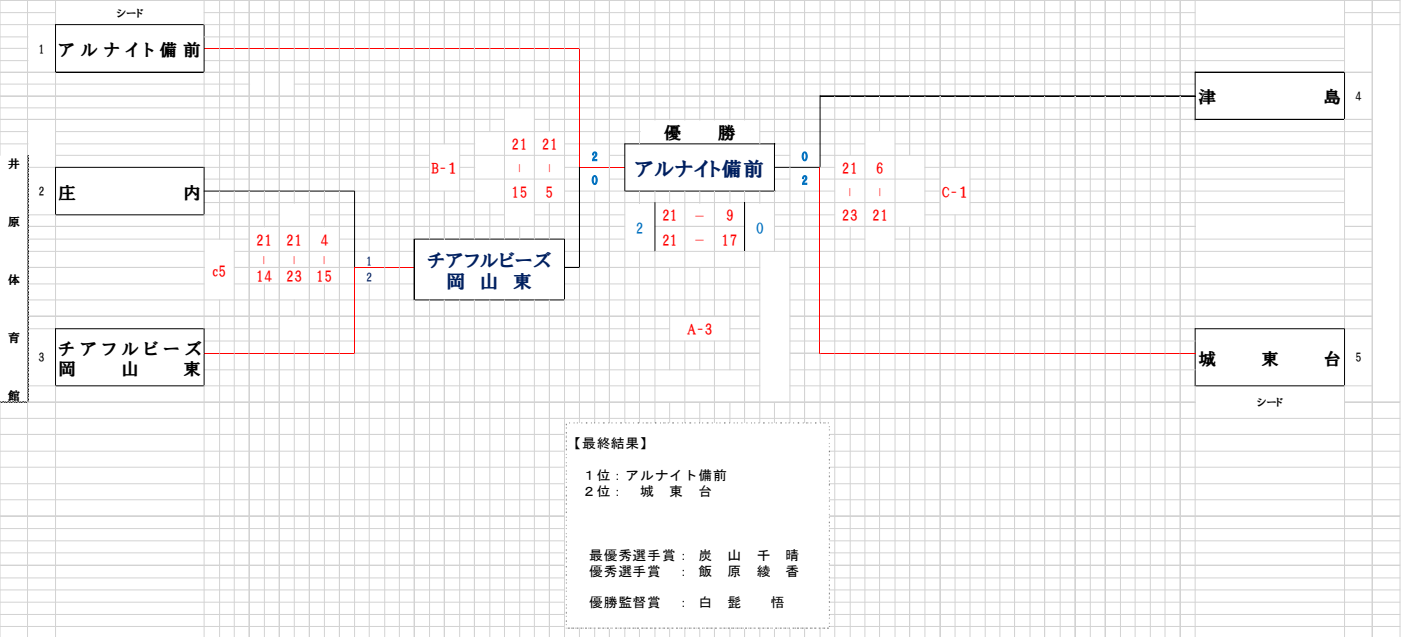 シード
1 アルナイト備前
津島 4
優勝
21 21
2 アルナイト備前 0
B-1
| |
0 2
15 5
21 6
| |
C-1
23 21
井原体育館
2 庄内
2 21 － 9 0
21 － 17
21 21 4
| | |
c5
14 23 15
1
2
チアフルビーズ
岡山東
A-3
3 チアフルビーズ
岡山東
城東台 5
シード
【最終結果】
1位：アルナイト備前
2位：　城　東　台
最優秀選手賞：　炭　山　千　晴
優秀選手賞　：　飯　原　綾　香
優勝監督賞　：　白　髭　　悟